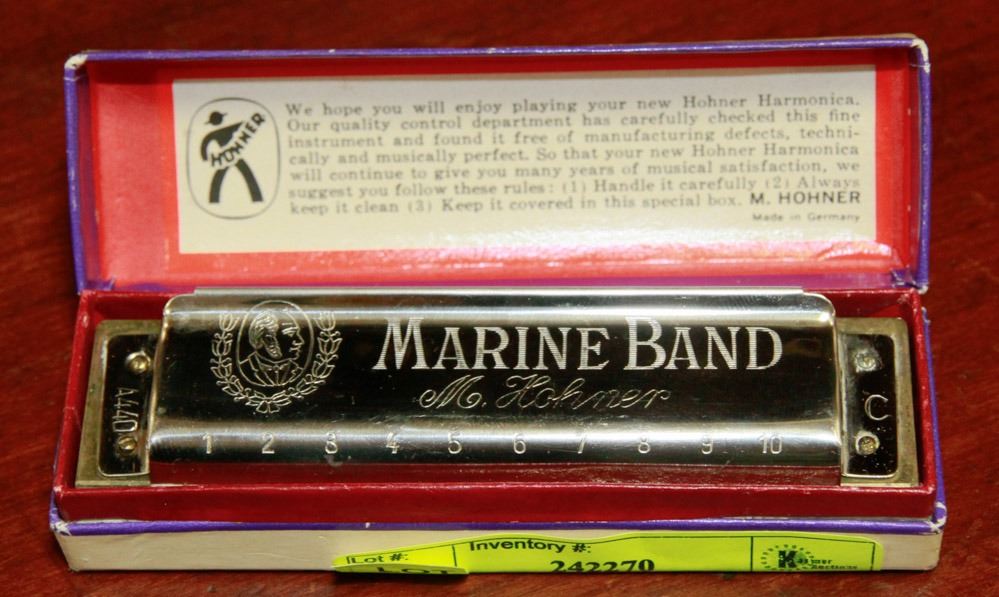 HOHNER
We hope you will enjoy playing your new Hohner Harmonica.
Our quality control department has carefully checked this fine
instrument and found it free of manufacturing defects, techni-
cally and musically perfect. So that your new Hohner Harmonica
will continue to give you many years of musical satisfaction, we
suggest you follow these rules: (1) Handle it carefully (2) Always
keep it clean (3) Keep it covered in this special box. M. HOHNER
Made in Germany
MARINE BAND
M. Hohner
A440
C
1 2 3 4 5 6 7 8 9 10
Lot #:
LOT
Inventory #:
242270
Auctions